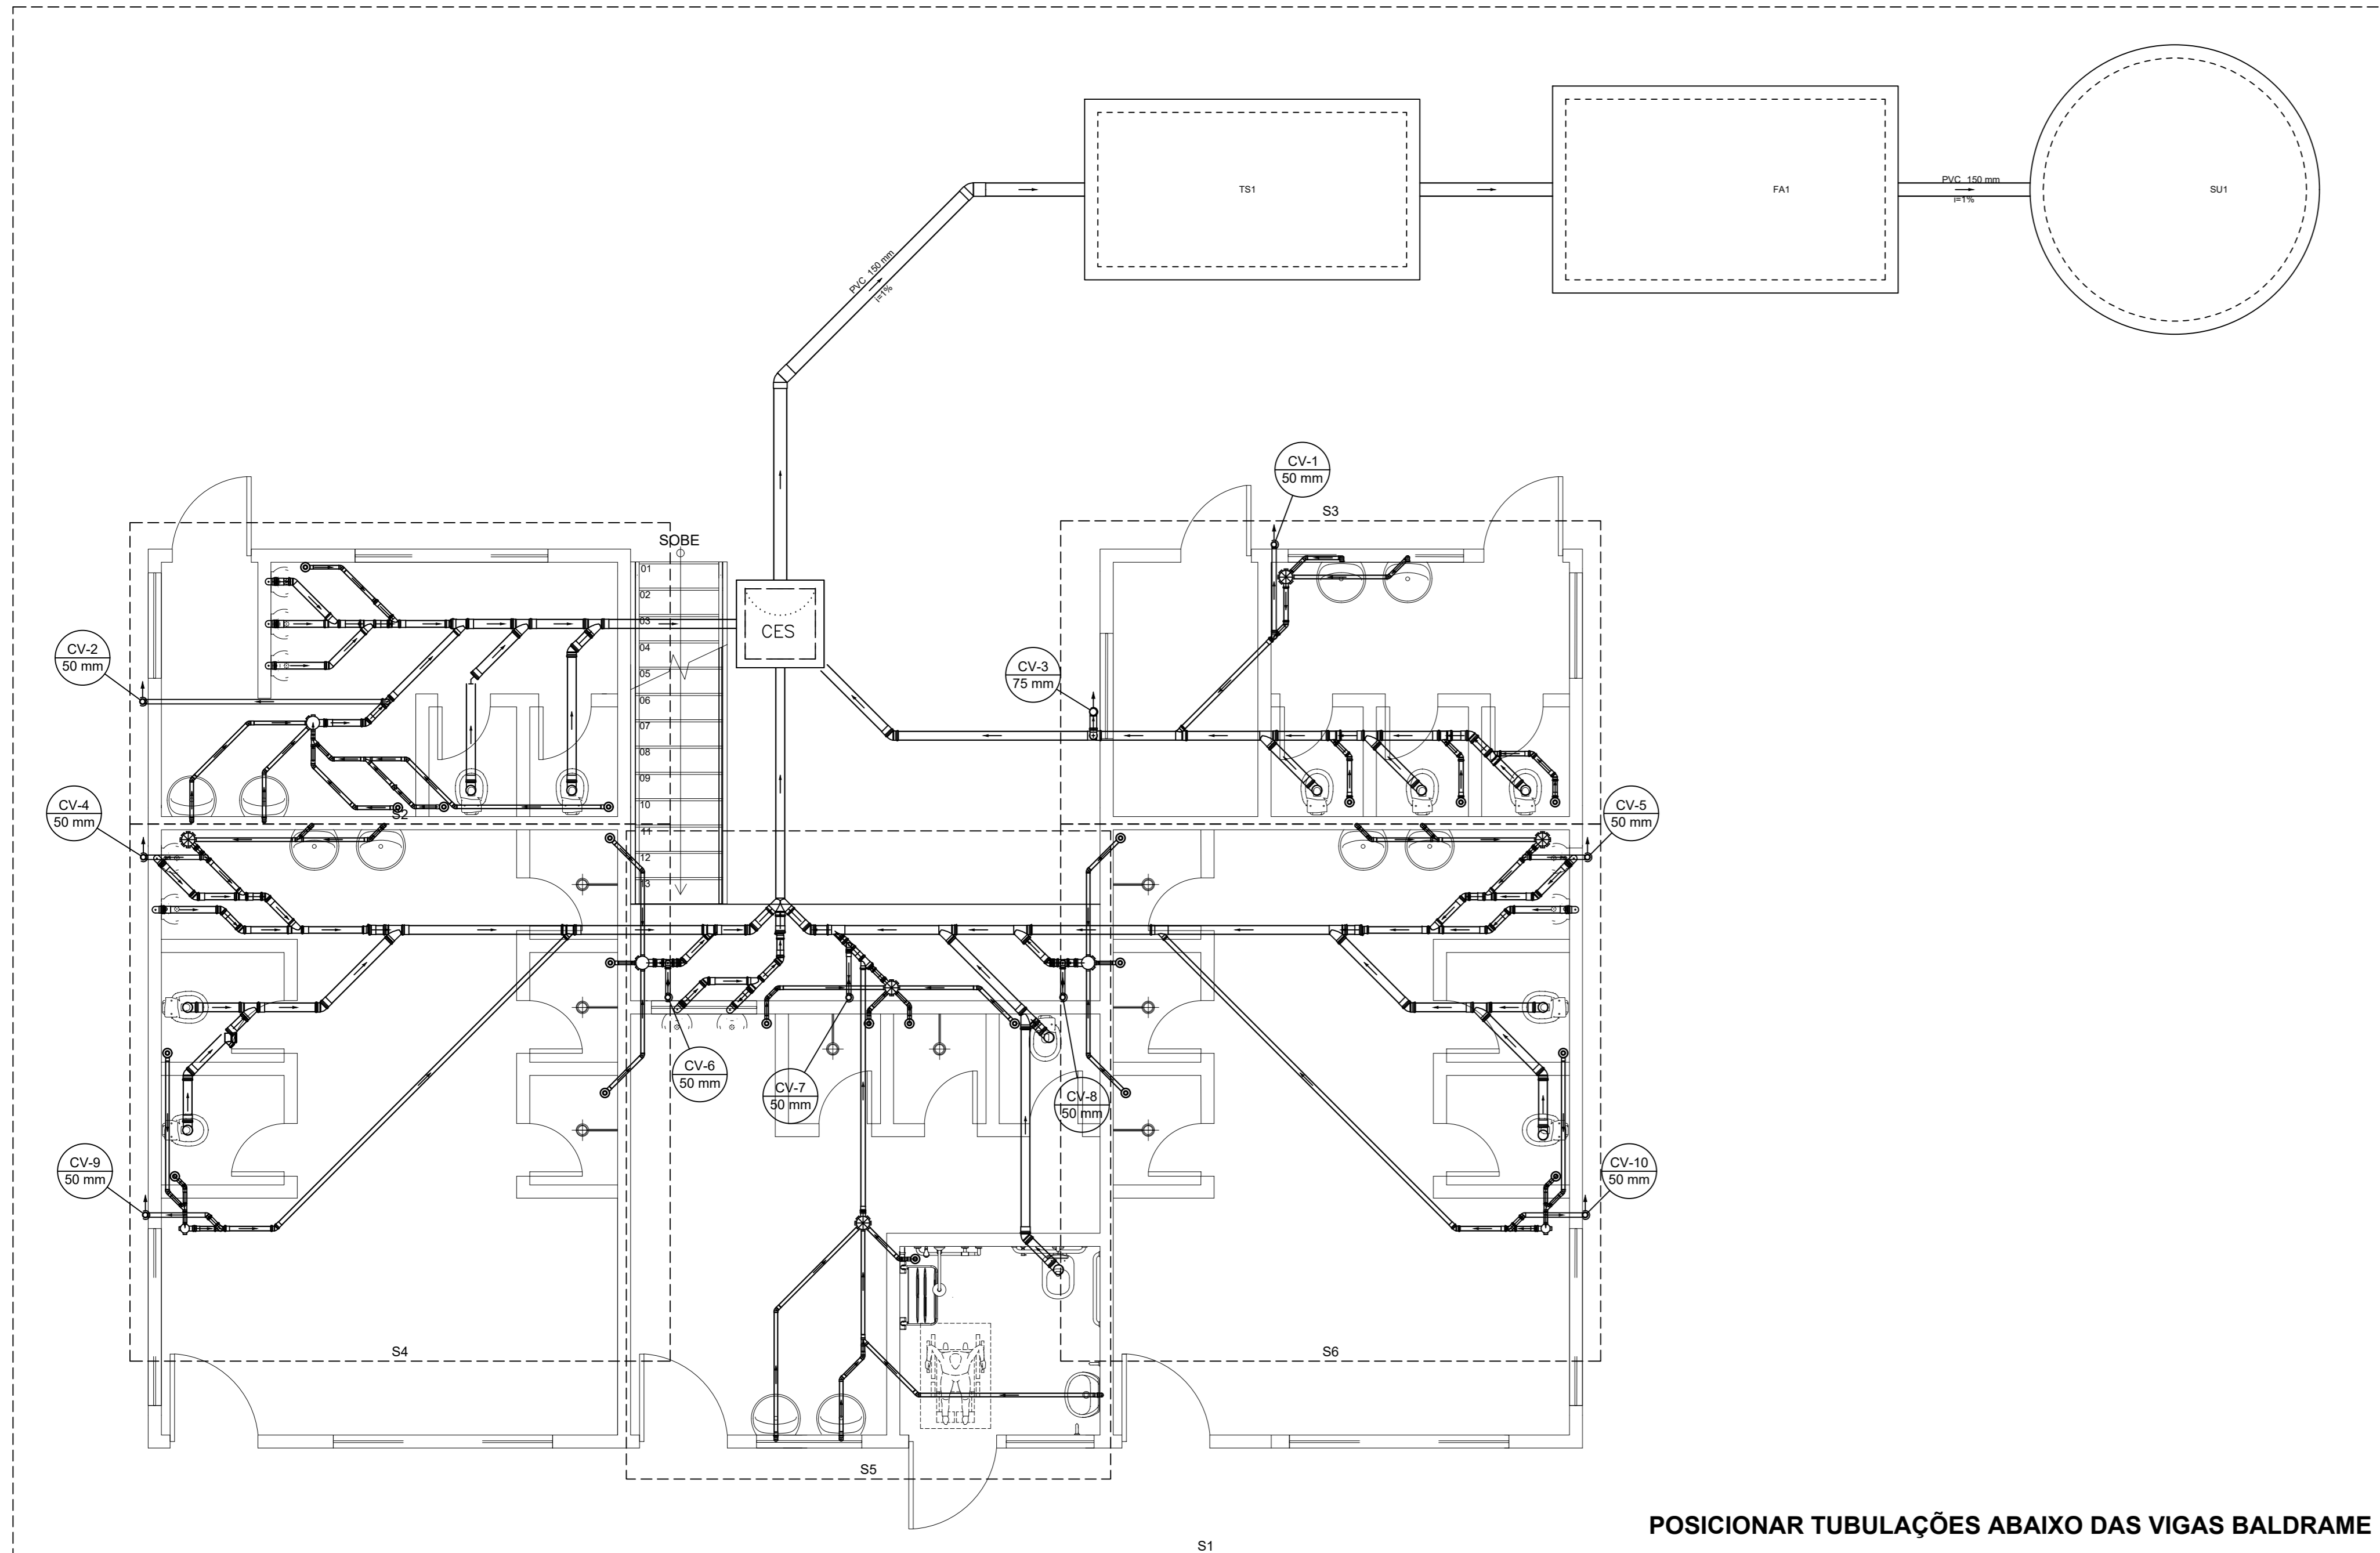 TS1
FA1
PVC 150 mm
i=1%
SU1
PVC 150 mm
i=1%
CV-1
50 mm
S3
SOBE
01
02
03
04
05
06
07
08
09
10
11
12
13
CES
CV-2
50 mm
CV-3
75 mm
CV-4
50 mm
S2
CV-5
50 mm
CV-6
50 mm
CV-7
50 mm
CV-8
50 mm
CV-9
50 mm
CV-10
50 mm
S4
S6
S5
POSICIONAR TUBULAÇÕES ABAIXO DAS VIGAS BALDRAME
S1